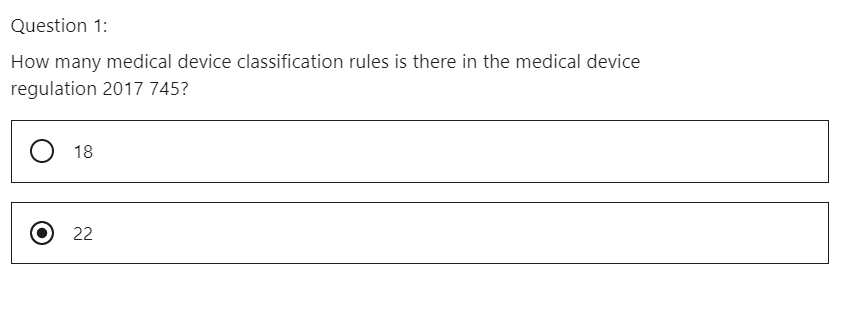 Question 1:
How many medical device classification rules is there in the medical device
regulation 2017 745?
18
22